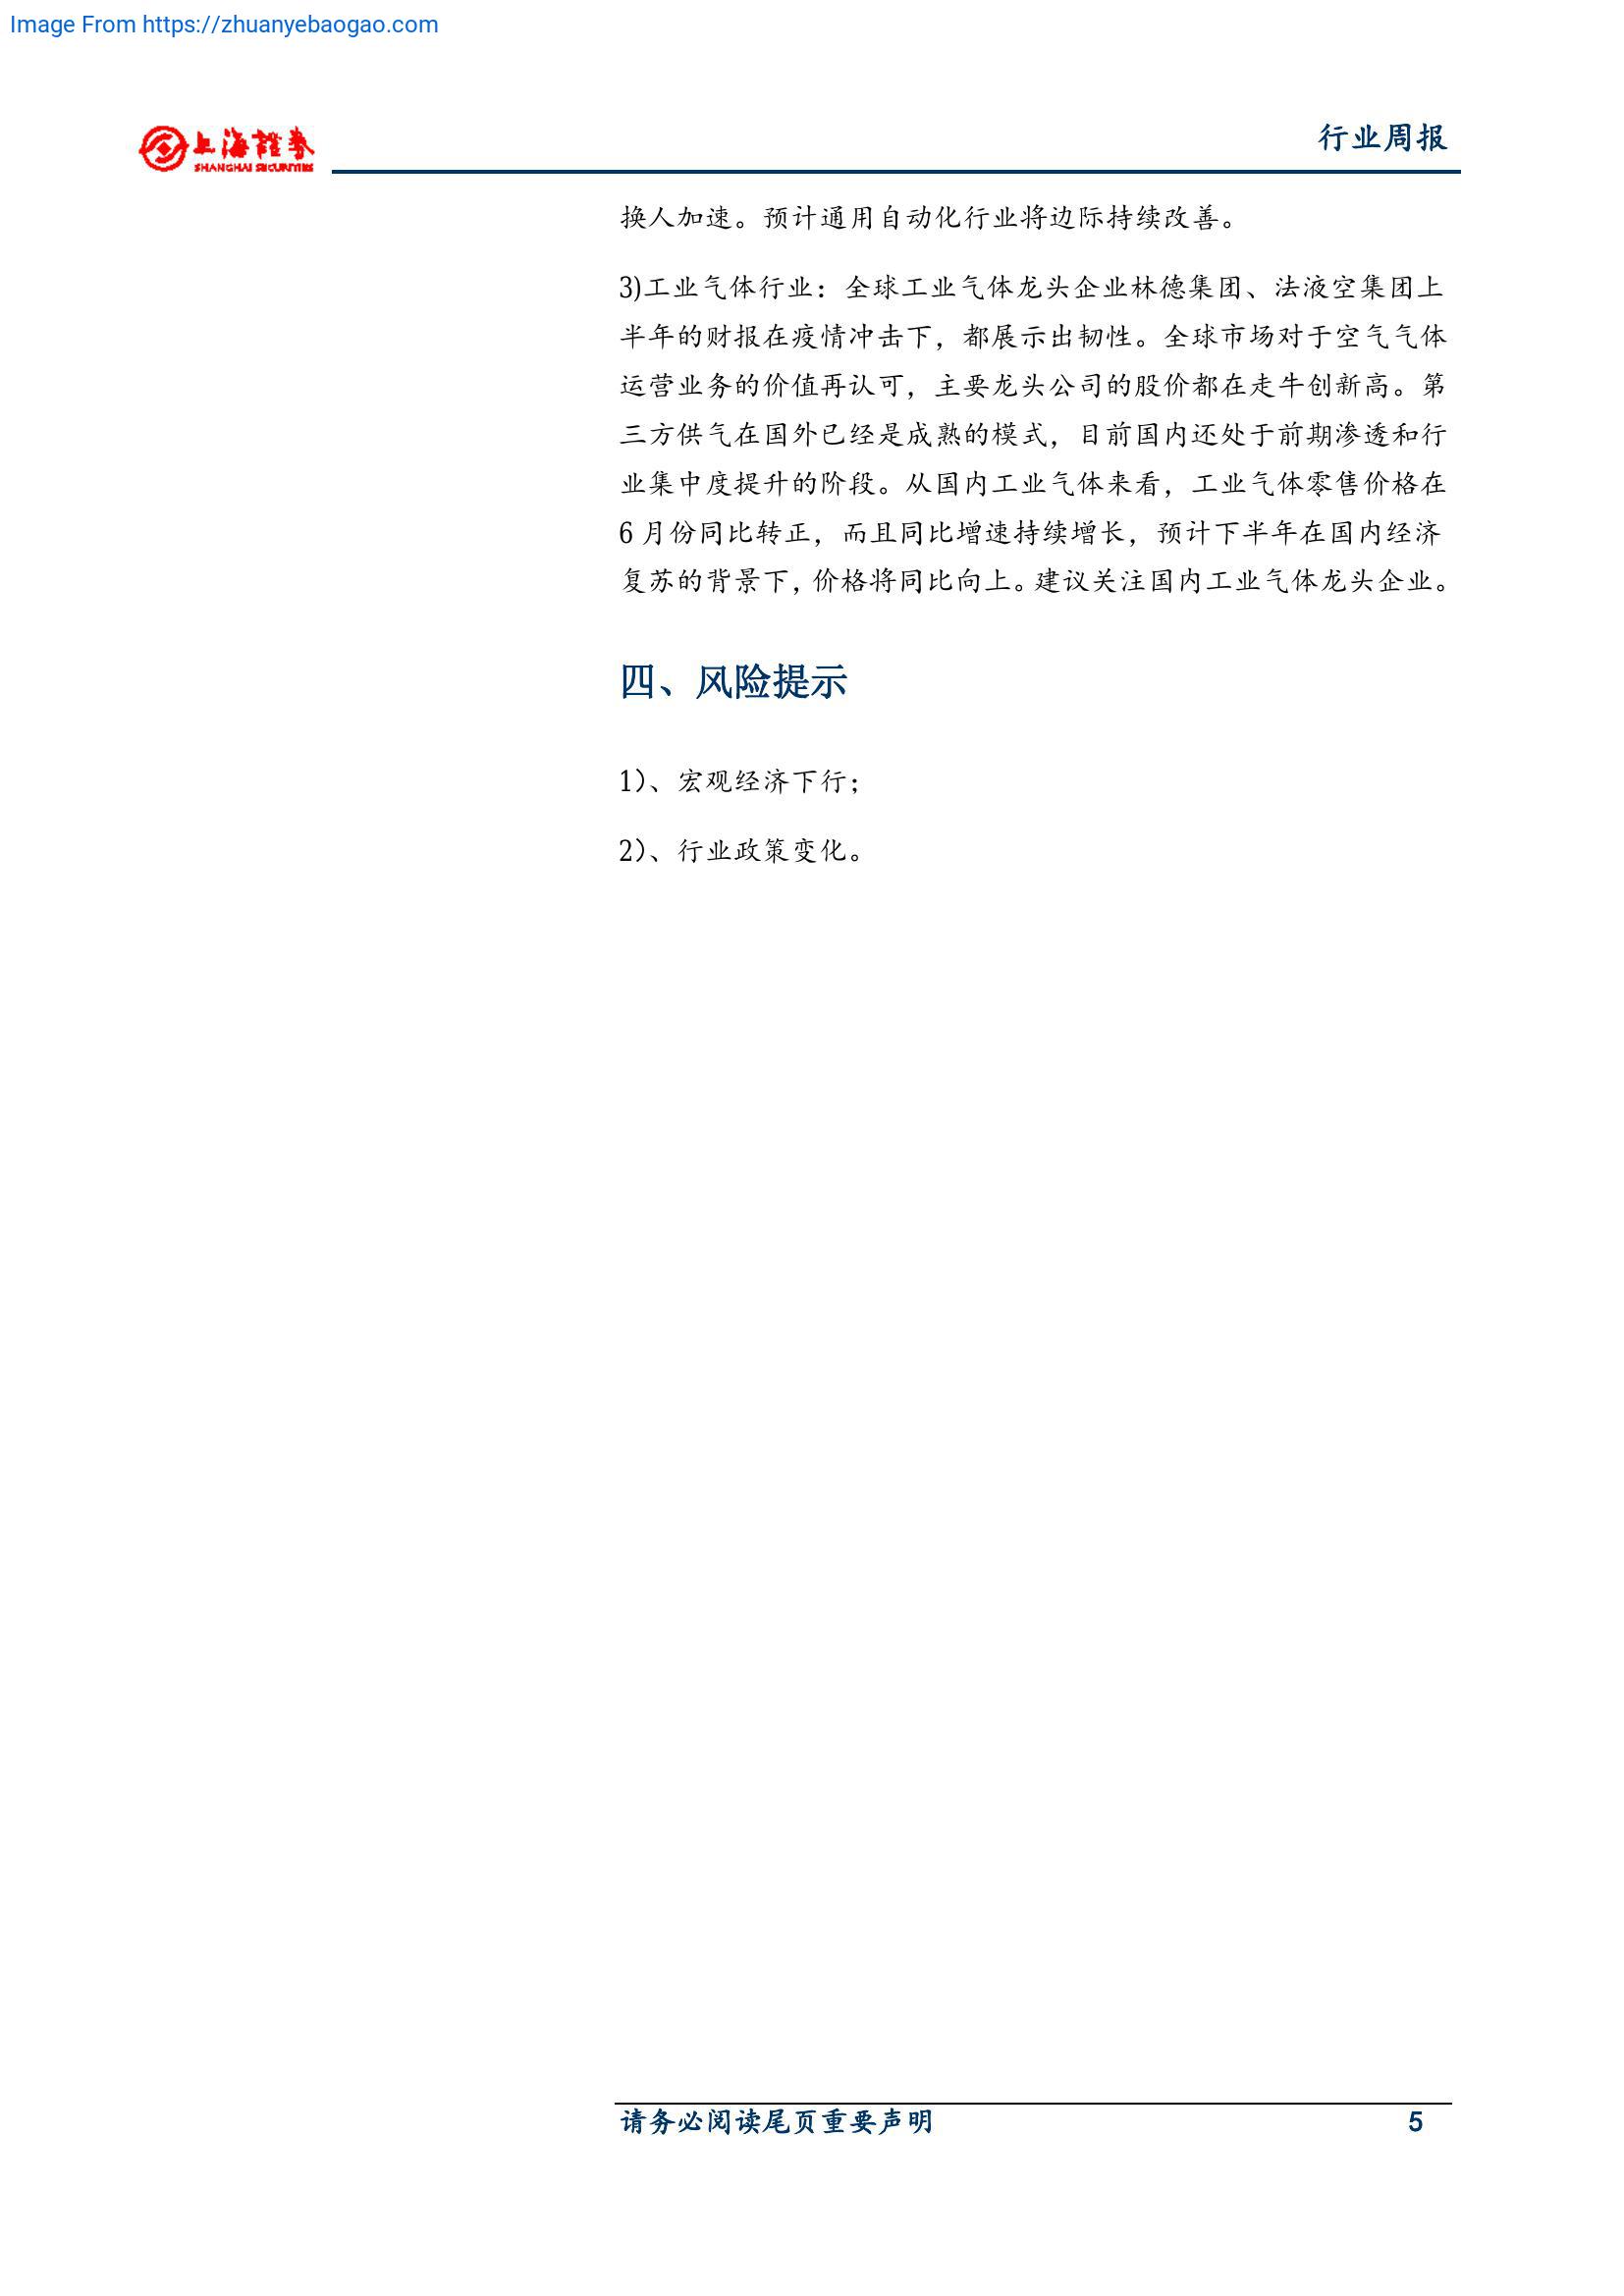 Image From https://zhuanyebaogao.com
上海證券
SHANGHAI SECURITIES
行业周报
换人加速。预计通用自动化行业将边际持续改善。
3)工业气体行业：全球工业气体龙头企业林德集团、法液空集团上
半年的财报在疫情冲击下，都展示出韧性。全球市场对于空气气体
运营业务的价值再认可，主要龙头公司的股价都在走牛创新高。第
三方供气在国外已经是成熟的模式，目前国内还处于前期渗透和行
业集中度提升的阶段。从国内工业气体来看，工业气体零售价格在
6 月份同比转正，而且同比增速持续增长，预计下半年在国内经济
复苏的背景下，价格将同比向上。建议关注国内工业气体龙头企业。
四、风险提示
1）、宏观经济下行；
2）、行业政策变化。
请务必阅读尾页重要声明 5